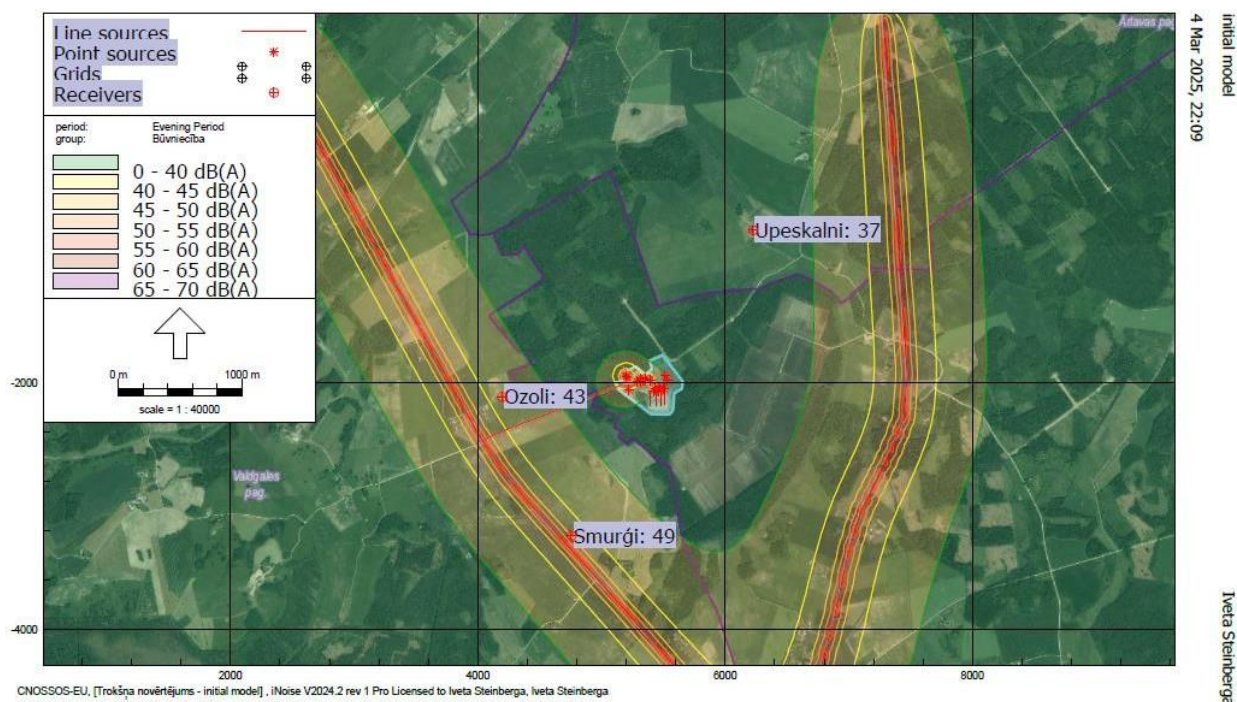 Line sources
Point sources
Grids
Receivers
period: Evening Period
group: Būvniecība
0 - 40 dB(A)
40 - 45 dB(A)
45 - 50 dB(A)
50 - 55 dB(A)
55 - 60 dB(A)
60 - 65 dB(A)
65 - 70 dB(A)
0 m 1000 m
scale = 1 : 40000
Upeskalni: 37
Ozoli: 43
Smurģi: 49
Valdgales
pag.
Ārlavas pag
-2000
-4000
2000 4000 6000 8000
initial model
4 Mar 2025, 22:09
Iveta Steinberga
CNOSSOS-EU, [Trokšņa novērtējums - initial model] , iNoise V2024.2 rev 1 Pro Licensed to Iveta Steinberga, Iveta Steinberga